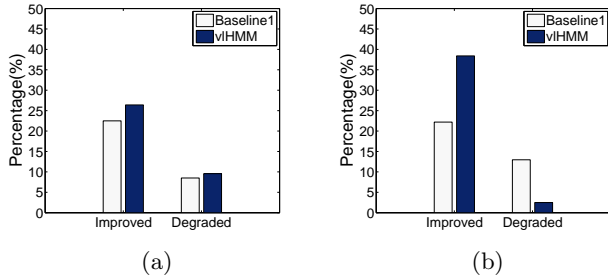 50
45
40
35
30
25
20
15
10
5
0
Percentage(%)
Baseline1
vlHMM
Improved Degraded
(a)
50
45
40
35
30
25
20
15
10
5
0
Percentage(%)
Baseline1
vlHMM
Improved Degraded
(b)